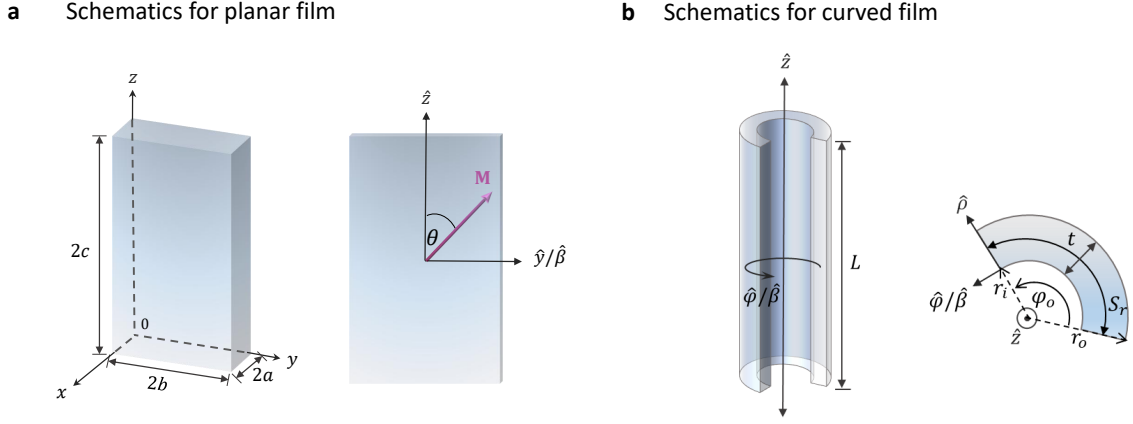 a Schematics for planar film
z
2c
0
x
2b
2a
y
ẑ
M
θ
ŷ/β̂
b Schematics for curved film
ẑ
L
φ̂/β̂
ρ̂
t
φ̂/β̂
r_i
φ_o
S_r
ẑ
r_o